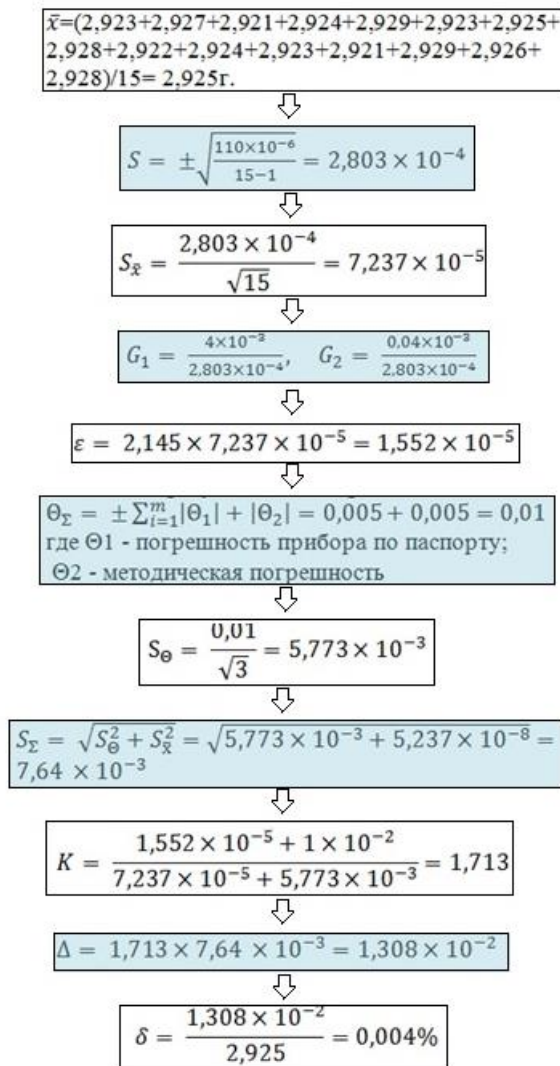 x̄=(2,923+2,927+2,921+2,924+2,929+2,923+2,925+
2,928+2,922+2,924+2,923+2,921+2,929+2,926+
2,928)/15= 2,925г.
S = ±√(110×10⁻⁶/(15−1)) = 2,803 × 10⁻⁴
S_x̄ = (2,803 × 10⁻⁴)/√15 = 7,237 × 10⁻⁵
G₁ = (4×10⁻³)/(2,803×10⁻⁴), G₂ = (0,04×10⁻³)/(2,803×10⁻⁴)
ε = 2,145 × 7,237 × 10⁻⁵ = 1,552 × 10⁻⁵
Θ_Σ = ± ∑ᵢ₌₁ᵐ|Θ₁| + |Θ₂| = 0,005 + 0,005 = 0,01
где Θ1 - погрешность прибора по паспорту;
Θ2 - методическая погрешность
S_Θ = 0,01/√3 = 5,773 × 10⁻³
S_Σ = √(S_Θ² + S_x̄²) = √(5,773 × 10⁻³ + 5,237 × 10⁻⁸) =
7,64 × 10⁻³
K = (1,552 × 10⁻⁵ + 1 × 10⁻²)/(7,237 × 10⁻⁵ + 5,773 × 10⁻³) = 1,713
Δ = 1,713 × 7,64 × 10⁻³ = 1,308 × 10⁻²
δ = (1,308 × 10⁻²)/2,925 = 0,004%